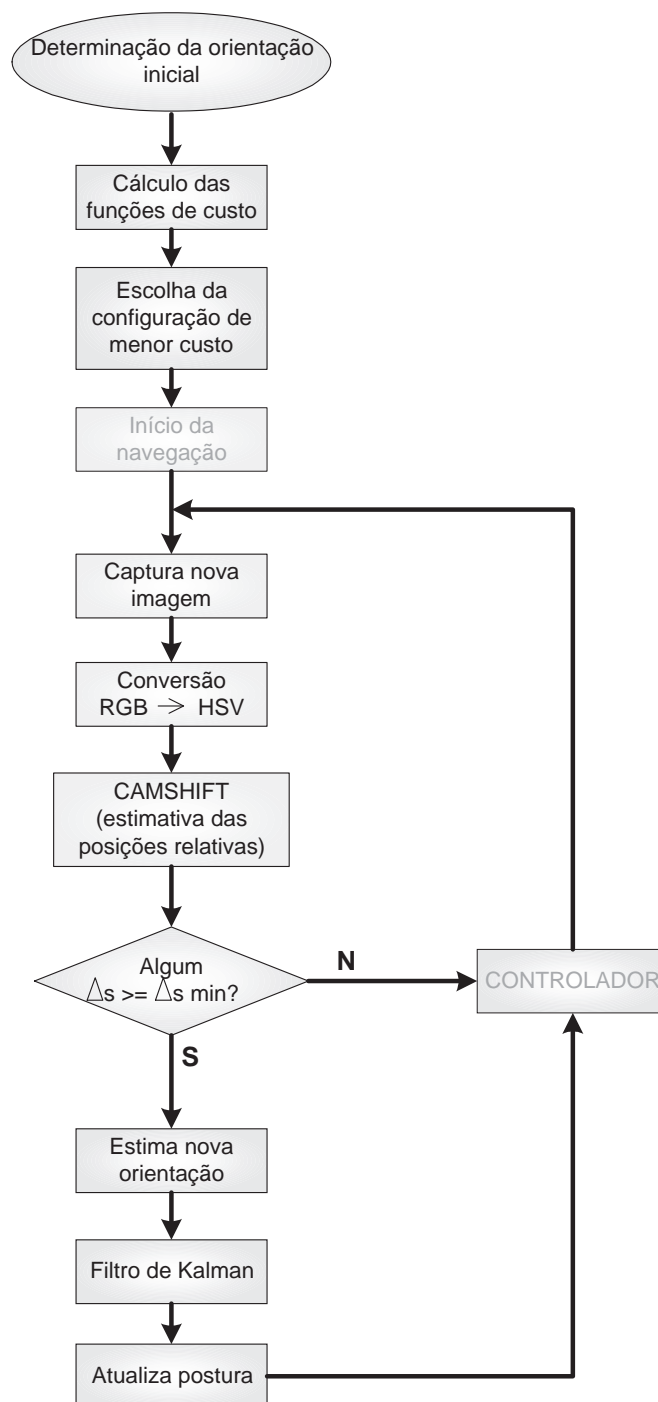 Determinação da orientação
inicial
Cálculo das
funções de custo
Escolha da
configuração de
menor custo
Início da
navegação
Captura nova
imagem
Conversão
RGB → HSV
CAMSHIFT
(estimativa das
posições relativas)
Algum
Δs >= Δs min?
N
CONTROLADOR
S
Estima nova
orientação
Filtro de Kalman
Atualiza postura